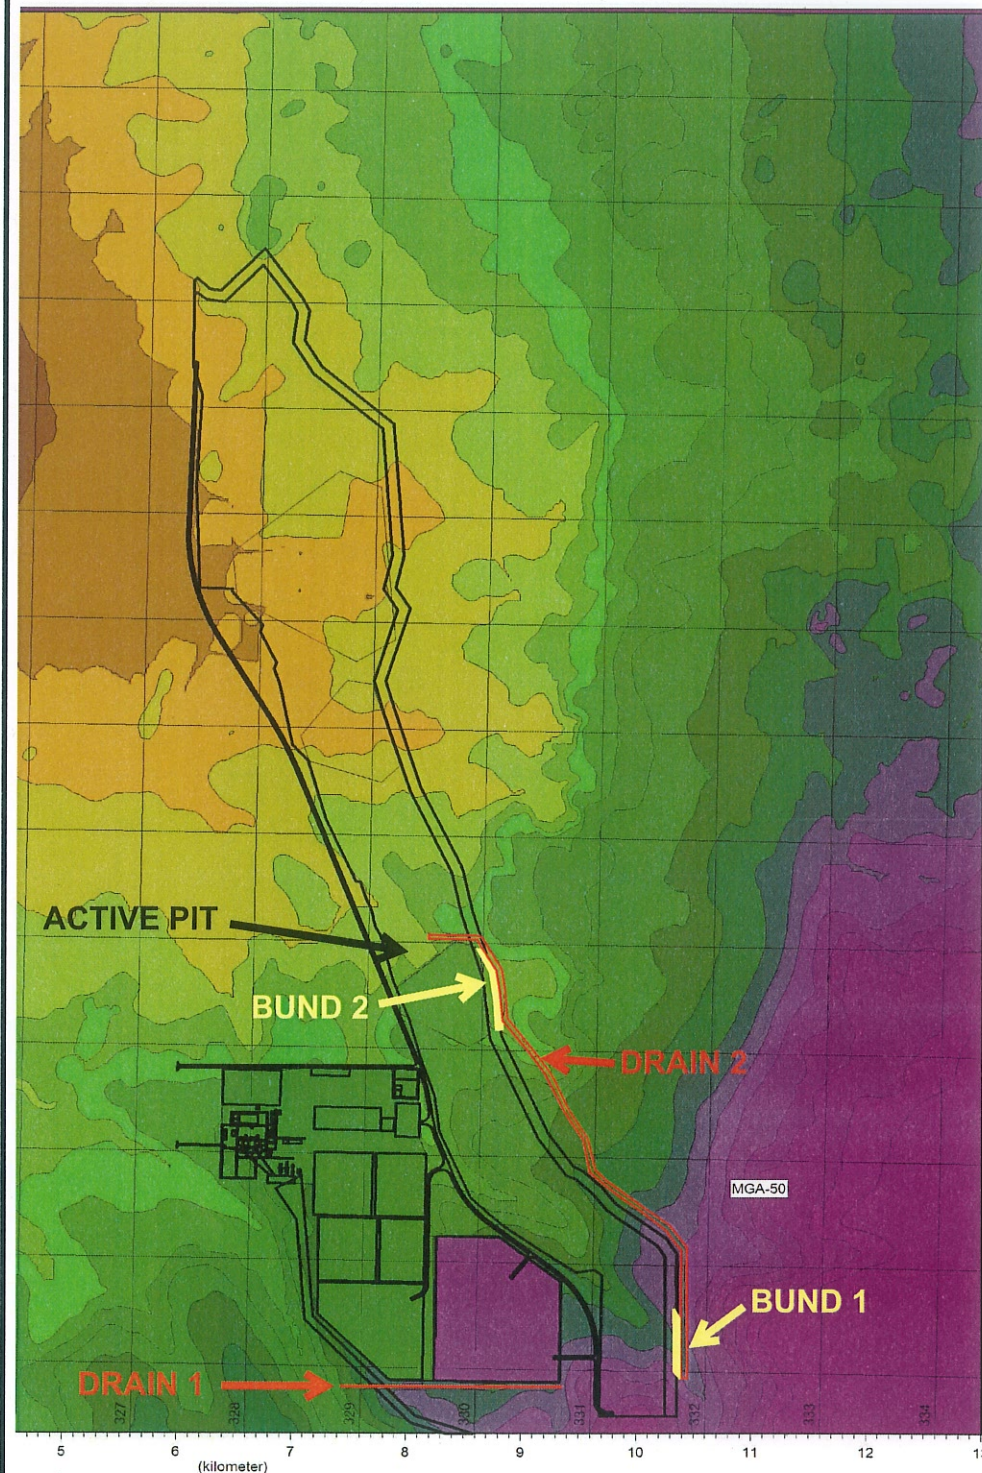 ACTIVE PIT
BUND 2
DRAIN 2
MGA-50
BUND 1
DRAIN 1
327
328
329
330
331
332
333
334
5 6 7 8 9 10 11 12 13
(kilometer)